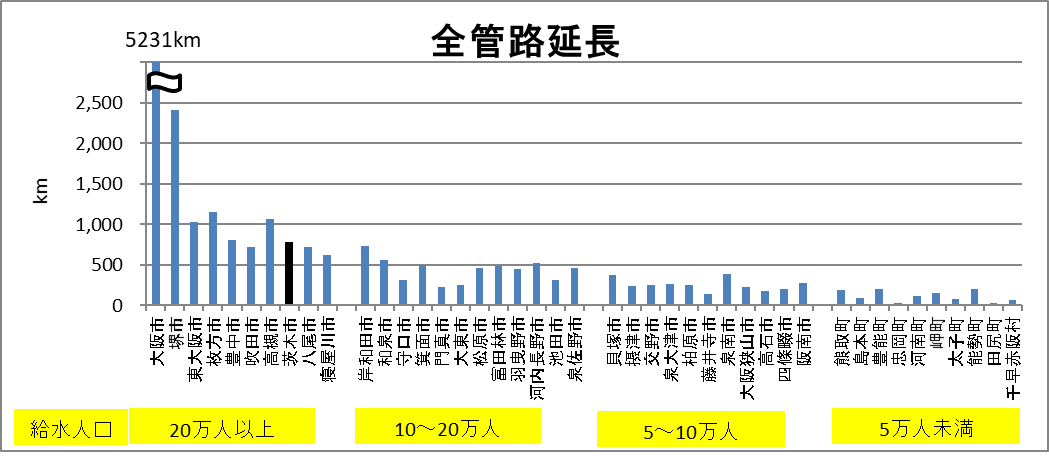 5231km
全管路延長
km
2,500
2,000
1,500
1,000
500
0
大阪市
堺市
東大阪市
枚方市
豊中市
吹田市
高槻市
茨木市
八尾市
寝屋川市
岸和田市
和泉市
守口市
箕面市
門真市
大東市
松原市
富田林市
羽曳野市
河内長野市
池田市
泉佐野市
貝塚市
摂津市
交野市
泉大津市
柏原市
藤井寺市
泉南市
大阪狭山市
高石市
四條畷市
阪南市
熊取町
島本町
豊能町
忠岡町
河南町
岬町
太子町
能勢町
田尻町
千早赤阪村
給水人口
20万人以上
10～20万人
5～10万人
5万人未満